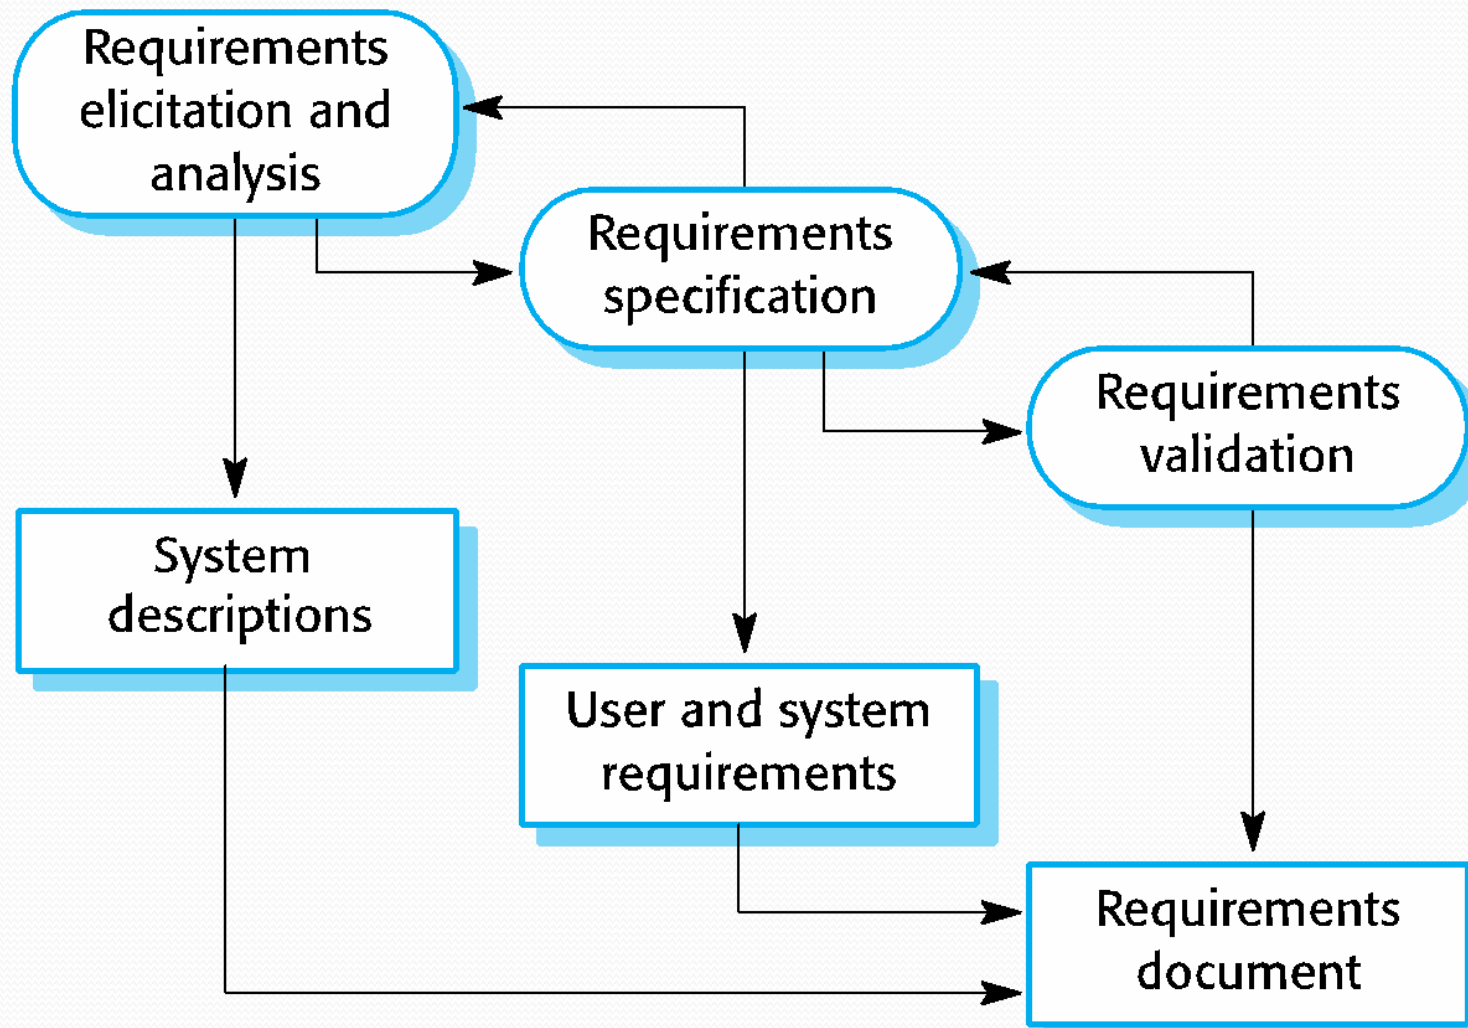 Requirements
elicitation and
analysis
Requirements
specification
Requirements
validation
System
descriptions
User and system
requirements
Requirements
document